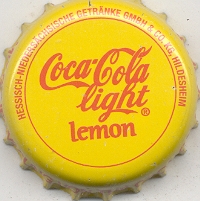 HESSISCH-NIEDERSÄCHSISCHE GETRÄNKE GMBH & CO. KG, HILDESHEIM
Coca-Cola
light®
lemon